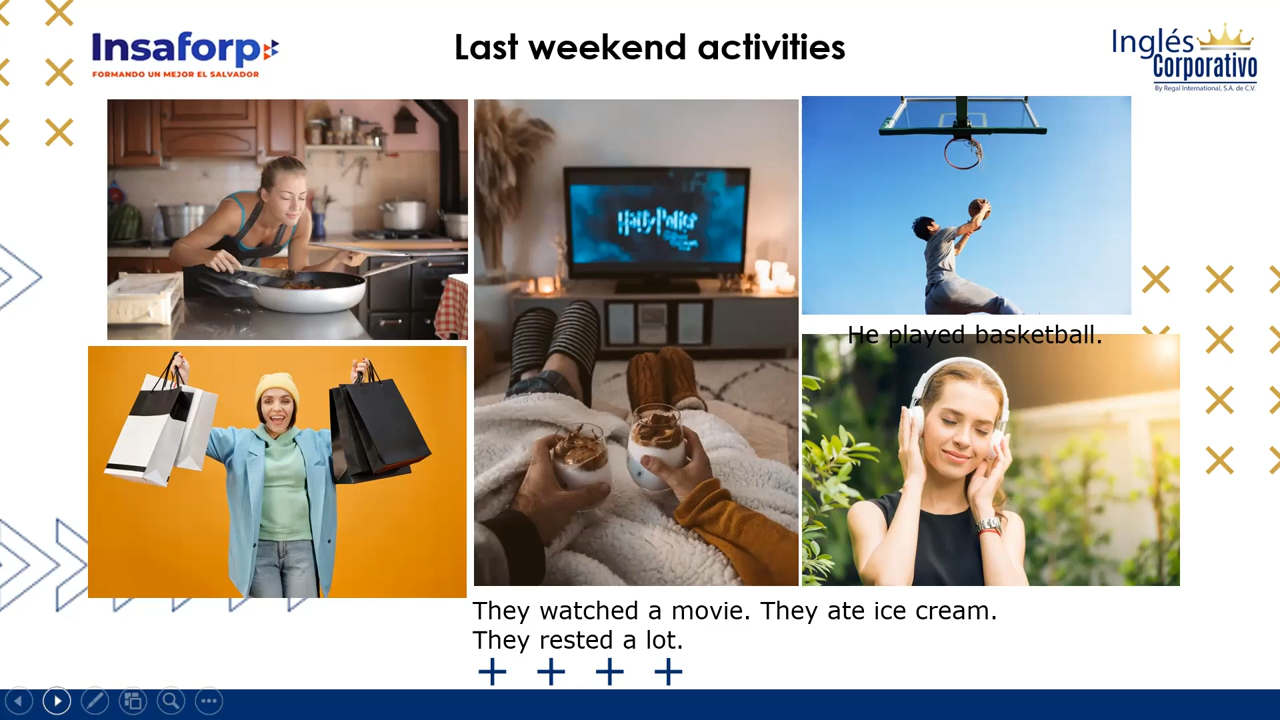 Insaforp
FORMANDO UN MEJOR EL SALVADOR
Last weekend activities
Inglés
Corporativo
By Regal International, S.A. de C.V.
Harry Potter
He played basketball.
They watched a movie. They ate ice cream.
They rested a lot.